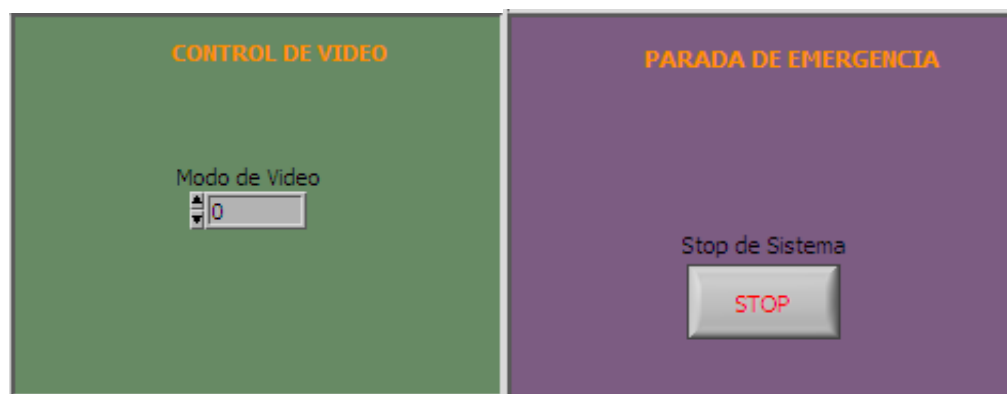 CONTROL DE VIDEO
Modo de Video
0
PARADA DE EMERGENCIA
Stop de Sistema
STOP